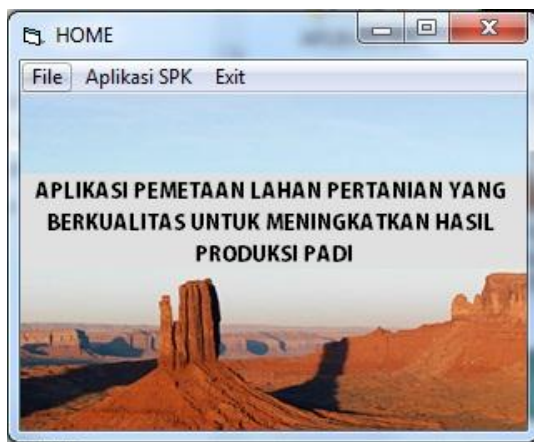 HOME
File Aplikasi SPK Exit
APLIKASI PEMETAAN LAHAN PERTANIAN YANG
BERKUALITAS UNTUK MENINGKATKAN HASIL
PRODUKSI PADI